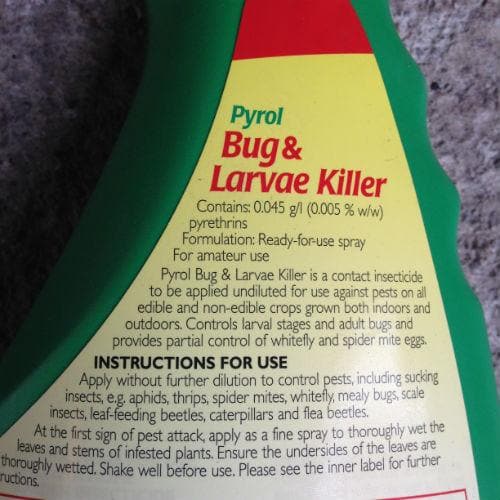 Pyrol
Bug &
Larvae Killer
Contains: 0.045 g/l (0.005 % w/w)
pyrethrins
Formulation: Ready-for-use spray
For amateur use
Pyrol Bug & Larvae Killer is a contact insecticide
to be applied undiluted for use against pests on all
edible and non-edible crops grown both indoors and
outdoors. Controls larval stages and adult bugs and
provides partial control of whitefly and spider mite eggs.
INSTRUCTIONS FOR USE
Apply without further dilution to control pests, including sucking
insects, e.g. aphids, thrips, spider mites, whitefly, mealy bugs, scale
insects, leaf-feeding beetles, caterpillars and flea beetles.
At the first sign of pest attack, apply as a fine spray to thoroughly wet the
leaves and stems of infested plants. Ensure the undersides of the leaves are
thoroughly wetted. Shake well before use. Please see the inner label for further
ructions.